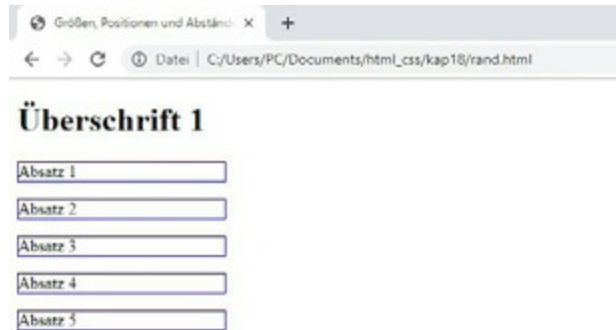 Größen, Positionen und Abständ
Datei | C:/Users/PC/Documents/html_css/kap18/rand.html
Überschrift 1
Absatz 1
Absatz 2
Absatz 3
Absatz 4
Absatz 5